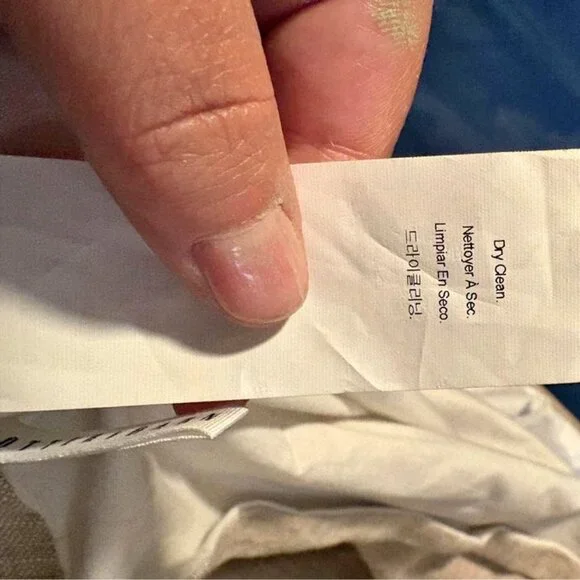 Dry Clean.
Nettoyer À Sec.
Limpiar En Seco.
드라이클리닝.